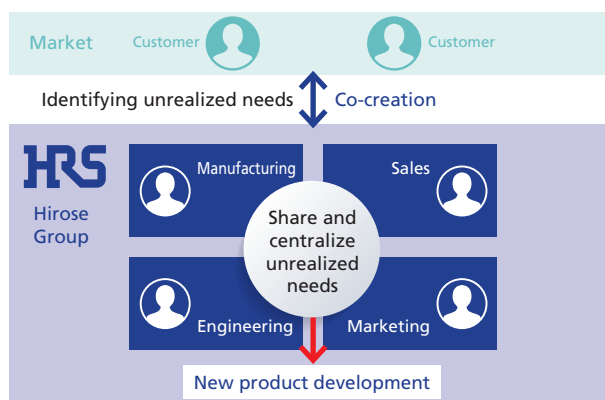 Market
Customer
Customer
Identifying unrealized needs
Co-creation
HRS
Hirose
Group
Manufacturing
Sales
Share and
centralize
unrealized
needs
Engineering
Marketing
New product development